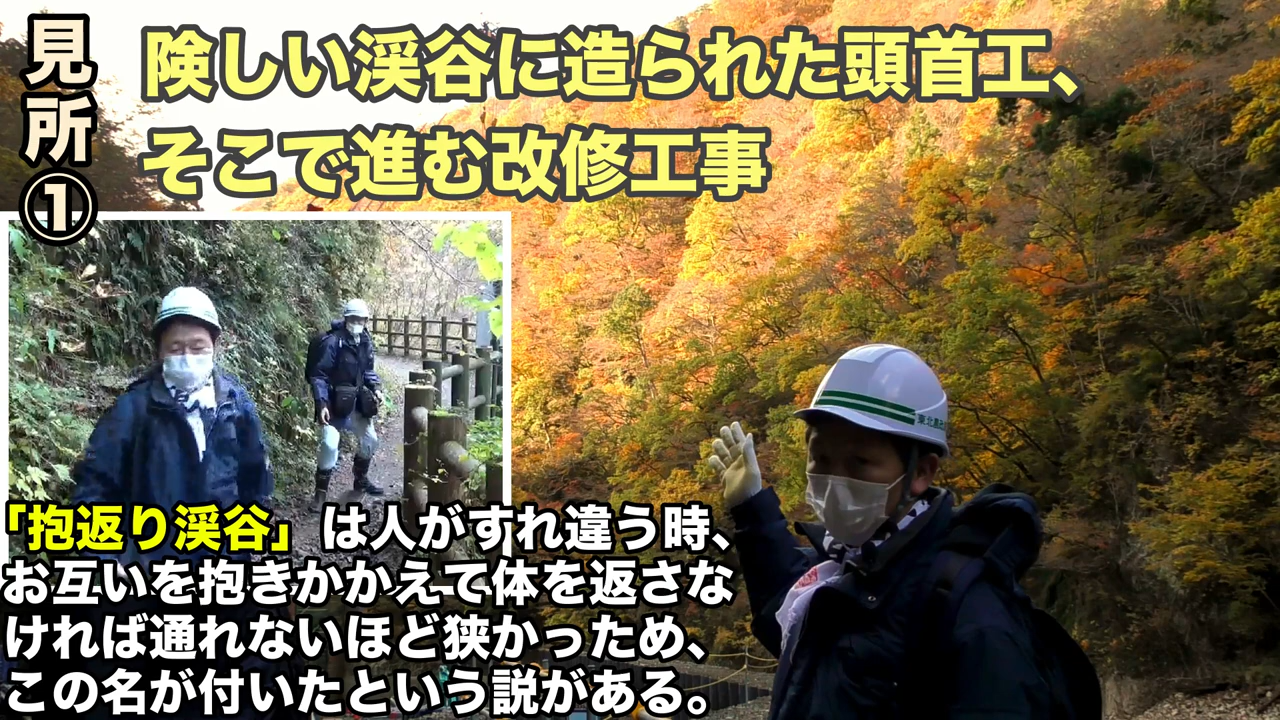 見所①
険しい渓谷に造られた頭首工、
そこで進む改修工事
「抱返り渓谷」は人がすれ違う時、
お互いを抱きかかえて体を返さな
ければ通れないほど狭かっため、
この名が付いたという説がある。